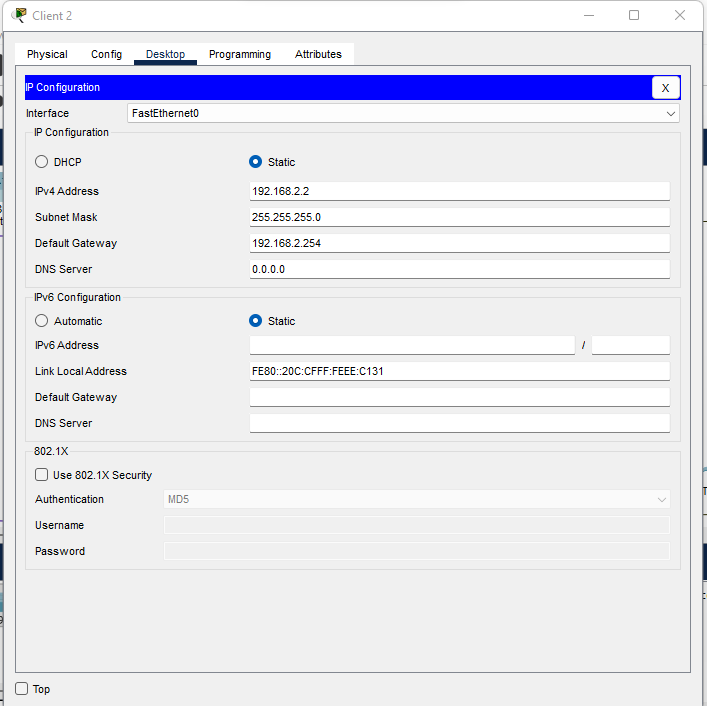 Client 2
Physical Config Desktop Programming Attributes
IP Configuration X
Interface FastEthernet0
IP Configuration
DHCP Static
IPv4 Address 192.168.2.2
Subnet Mask 255.255.255.0
Default Gateway 192.168.2.254
DNS Server 0.0.0.0
IPv6 Configuration
Automatic Static
IPv6 Address /
Link Local Address FE80::20C:CFFF:FEEE:C131
Default Gateway
DNS Server
802.1X
Use 802.1X Security
Authentication MD5
Username
Password
Top